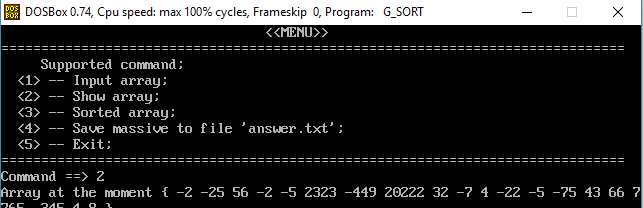 DOSBox 0.74, Cpu speed: max 100% cycles, Frameskip 0, Program: G_SORT
<<MENU>>
==============================================================================
Supported command;
<1> -- Input array;
<2> -- Show array;
<3> -- Sorted array;
<4> -- Save massive to file 'answer.txt';
<5> -- Exit;
==============================================================================
Command ==> 2
Array at the moment { -2 -25 56 -2 -5 2323 -449 20222 32 -7 4 -22 -5 -75 43 66 7
4 8 }